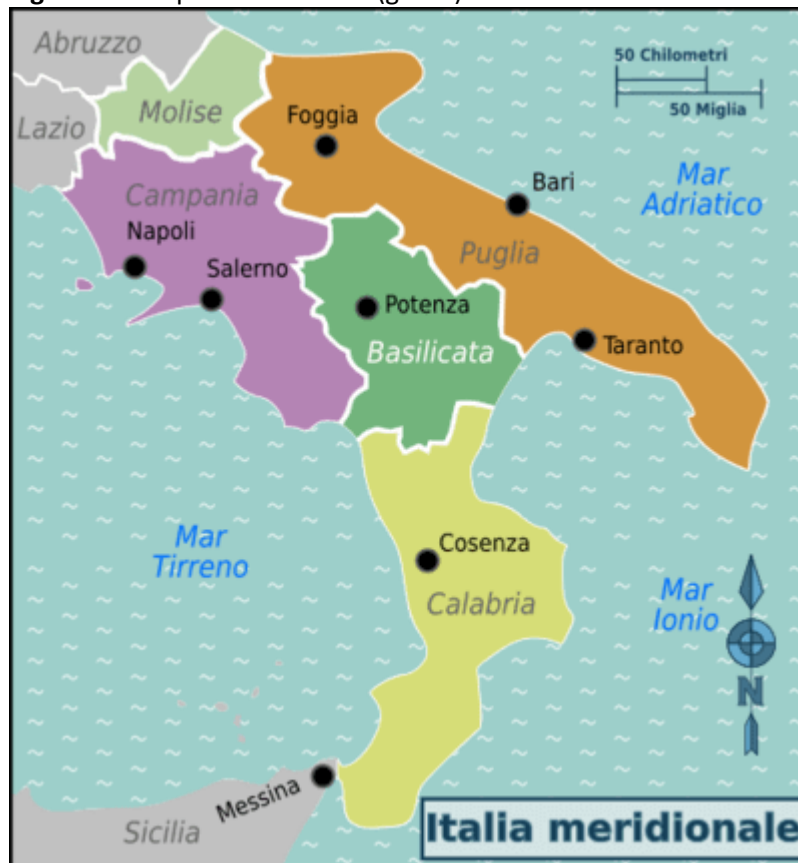 Abruzzo
50 Chilometri
50 Miglia
Molise
Lazio
Foggia
Mar
Adriatico
Campania
Bari
Napoli
Puglia
Salerno
Potenza
Basilicata
Taranto
Mar
Tirreno
Cosenza
Mar
Ionio
Calabria
N
Messina
Sicilia
Italia meridionale